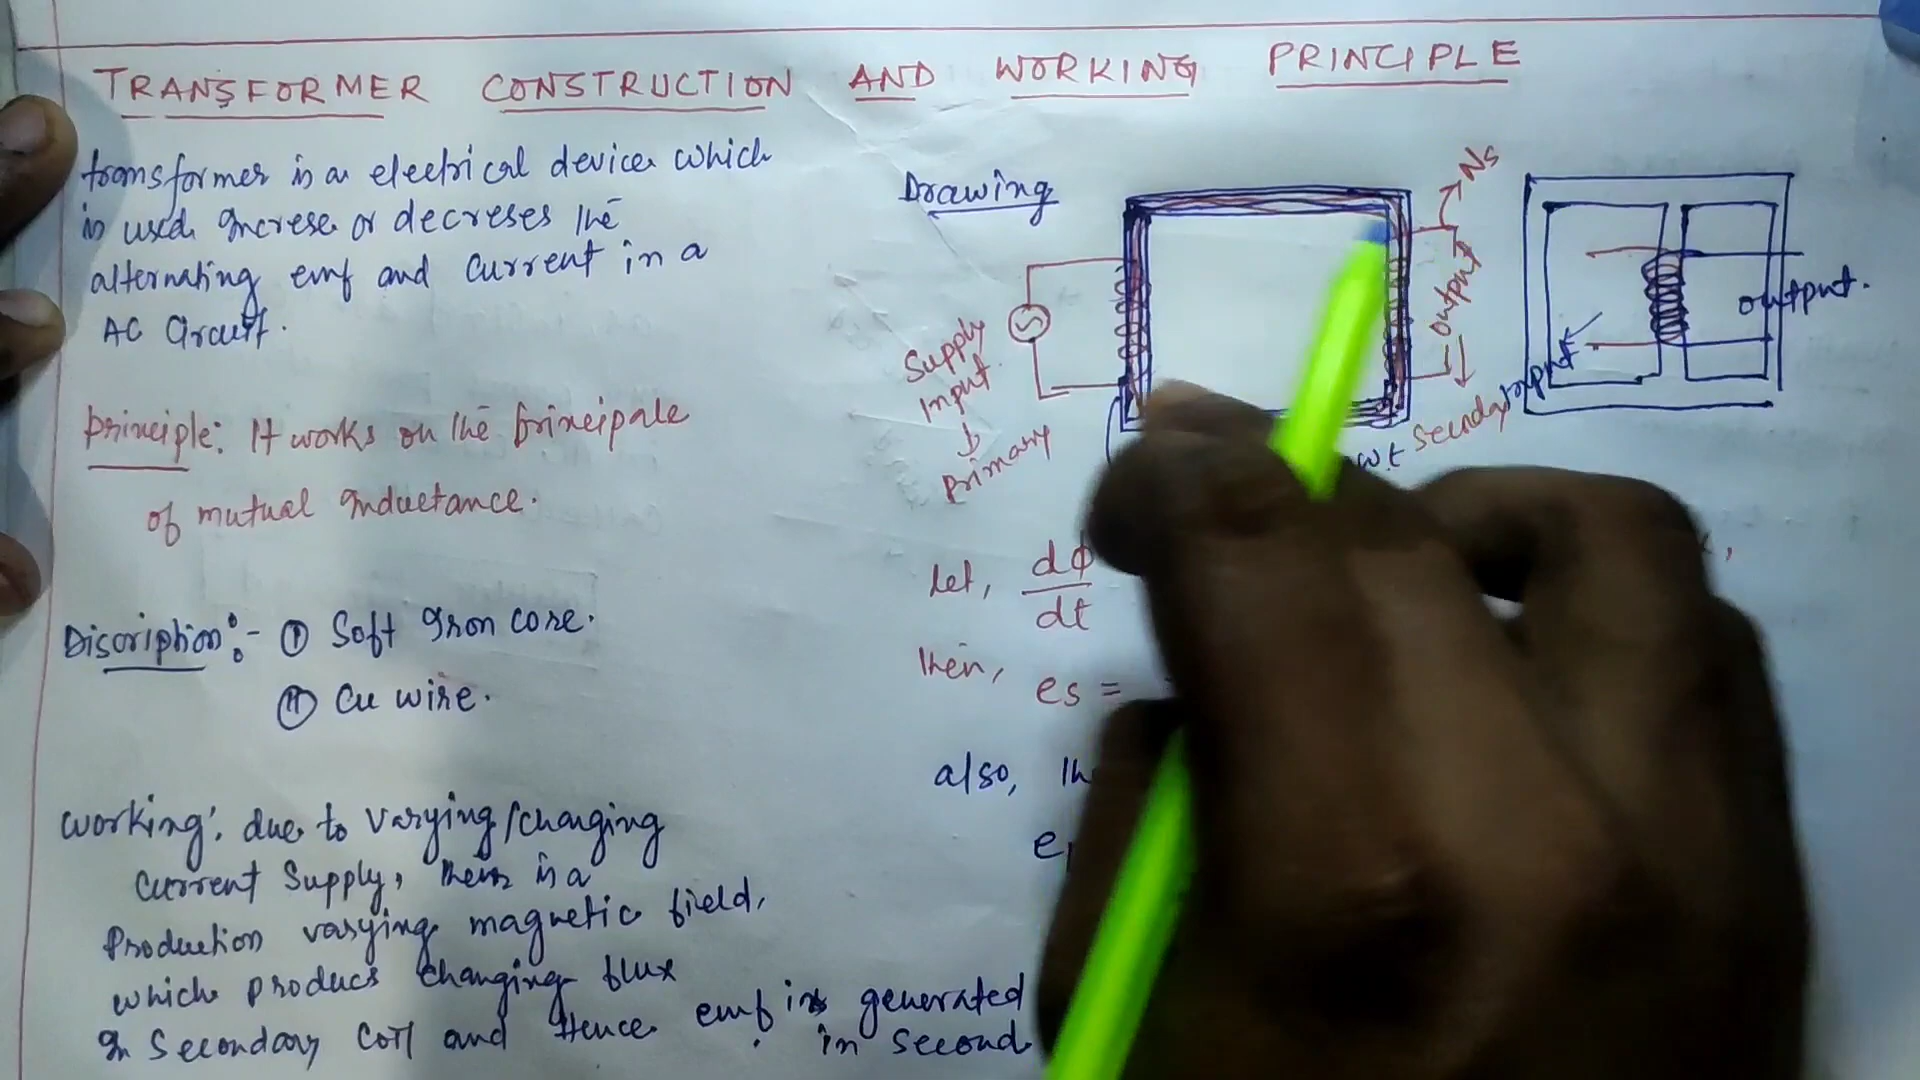 TRANSFORMER CONSTRUCTION AND WORKING PRINCIPLE
transformer is a electrical device which
is used increse or decreses the
alternating emf and current in a
AC Circuit.
Principle: It works on the principale
of mutual inductance.
Discription:- (I) Soft iron core.
(II) Cu wire.
Working: due to varying/changing
current supply, there is a
production varying magnetic field,
which produces changing flux
in Secondary coil and Hence emf is generated
in second
Drawing
Ns
Supply
Input
Primary
output
Secondary
w.t
Input
output.
Let, dϕ
dt
then, es =
also, th